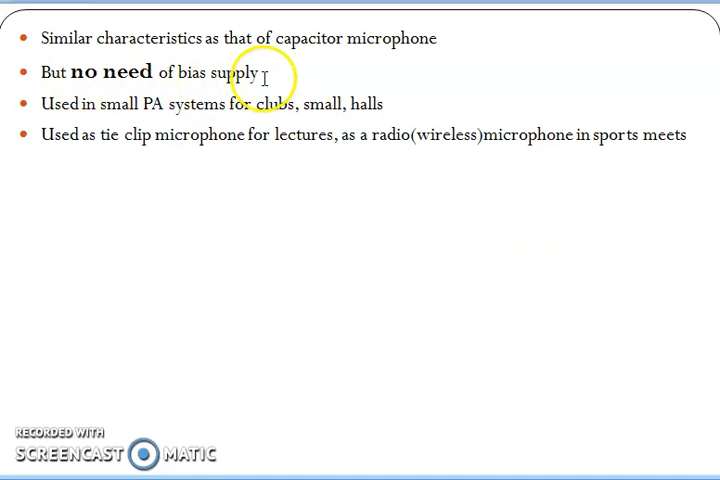 Similar characteristics as that of capacitor microphone
But no need of bias supply
Used in small PA systems for clubs, small, halls
Used as tie clip microphone for lectures, as a radio(wireless)microphone in sports meets
RECORDED WITH
SCREENCAST MATIC